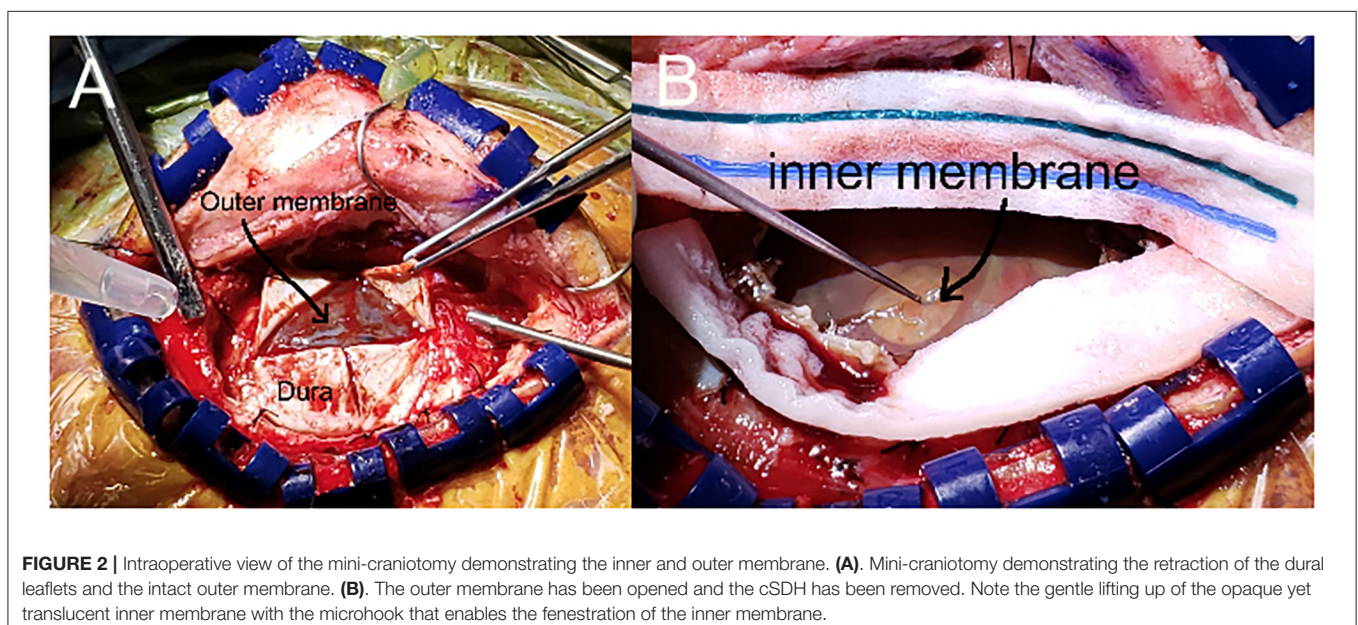 A
B
Outer membrane
inner membrane
Dura
FIGURE 2 | Intraoperative view of the mini-craniotomy demonstrating the inner and outer membrane. (A). Mini-craniotomy demonstrating the retraction of the dural
leaflets and the intact outer membrane. (B). The outer membrane has been opened and the cSDH has been removed. Note the gentle lifting up of the opaque yet
translucent inner membrane with the microhook that enables the fenestration of the inner membrane.